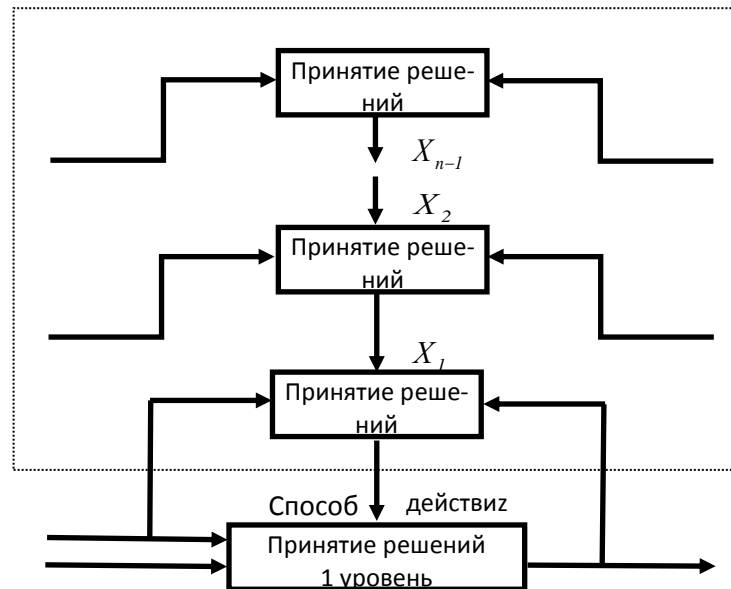 Принятие реше-
ний
X_{n-1}
X_2
Принятие реше-
ний
X_1
Принятие реше-
ний
Способ действиz
Принятие решений
1 уровень